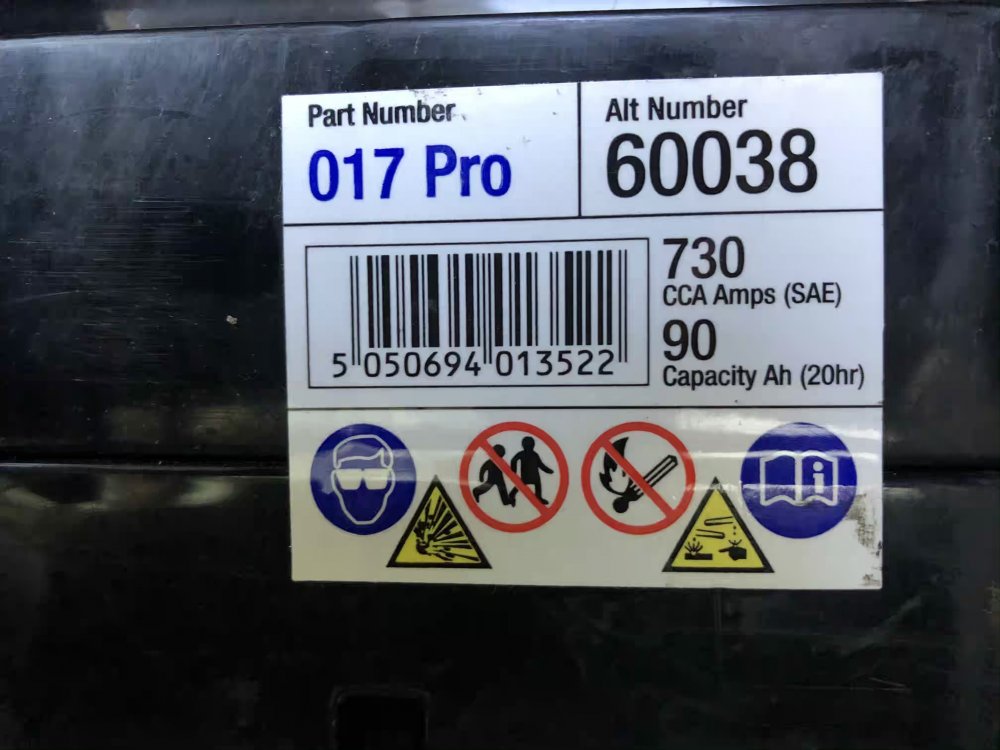 Part Number
017 Pro
Alt Number
60038
730
CCA Amps (SAE)
90
Capacity Ah (20hr)
5 050694 013522
i